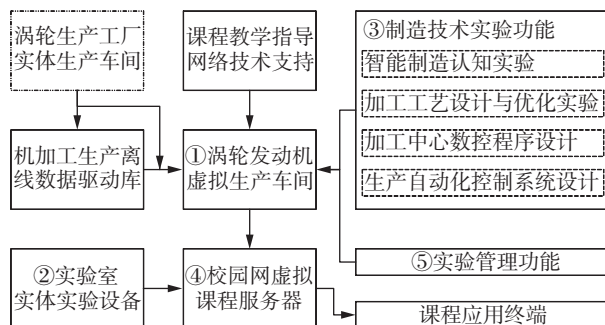 涡轮生产工厂
实体生产车间
课程教学指导
网络技术支持
③制造技术实验功能
智能制造认知实验
加工工艺设计与优化实验
加工中心数控程序设计
生产自动化控制系统设计
机加工生产离
线数据驱动库
①涡轮发动机
虚拟生产车间
②实验室
实体实验设备
④校园网虚拟
课程服务器
⑤实验管理功能
课程应用终端